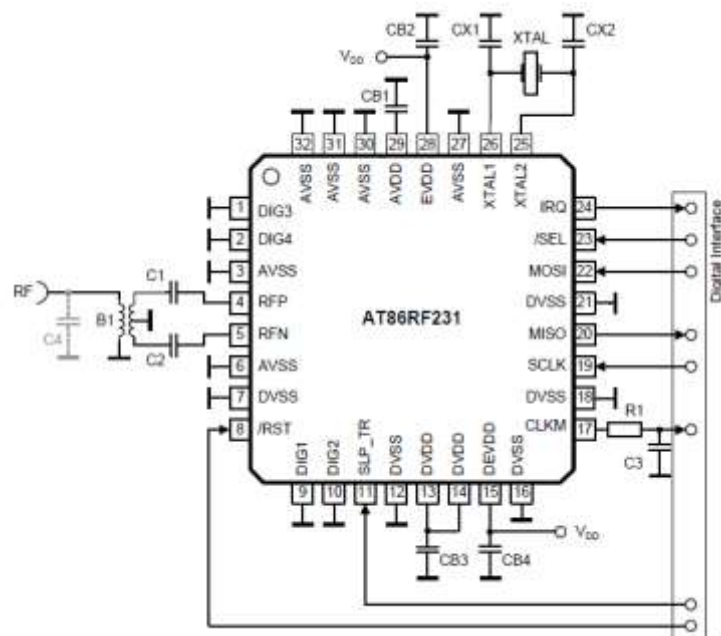 CB2
CX1
XTAL
CX2
VDD
CB1
32
31
30
29
28
27
26
25
AVSS
AVSS
AVSS
AVDD
EVDD
AVSS
XTAL1
XTAL2
1
DIG3
IRQ
24
2
DIG4
/SEL
23
3
AVSS
MOSI
22
RF
C1
4
RFP
DVSS
21
C4
B1
AT86RF231
C2
5
RFN
MISO
20
6
AVSS
SCLK
19
7
DVSS
DVSS
18
8
/RST
CLKM
17
R1
C3
Digital Interface
DIG1
DIG2
SLP_TR
DVSS
DVDD
DVDD
DEVDD
DVSS
9
10
11
12
13
14
15
16
CB3
CB4
VDD